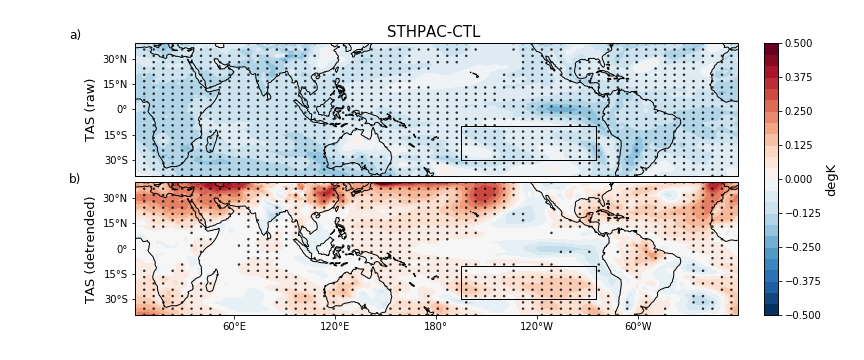 STHPAC-CTL
a)
TAS (raw)
30°N
15°N
0°
15°S
30°S
b)
TAS (detrended)
30°N
15°N
0°
15°S
30°S
60°E 120°E 180° 120°W 60°W
0.500
0.375
0.250
0.125
0.000
−0.125
−0.250
−0.375
−0.500
degK